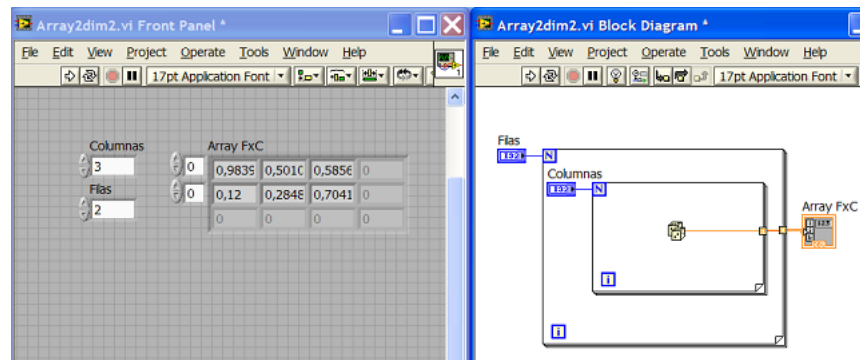 Array2dim2.vi Front Panel *
File Edit View Project Operate Tools Window Help
17pt Application Font
1
Columnas
3
Filas
2
Array FxC
0
0
0,9839 0,501 0,5856 0
0,12 0,2848 0,7041 0
0 0 0 0
Array2dim2.vi Block Diagram *
File Edit View Project Operate Tools Window Help
17pt Application Font
Filas
I32
N
Columnas
I32
N
i
i
Array FxC